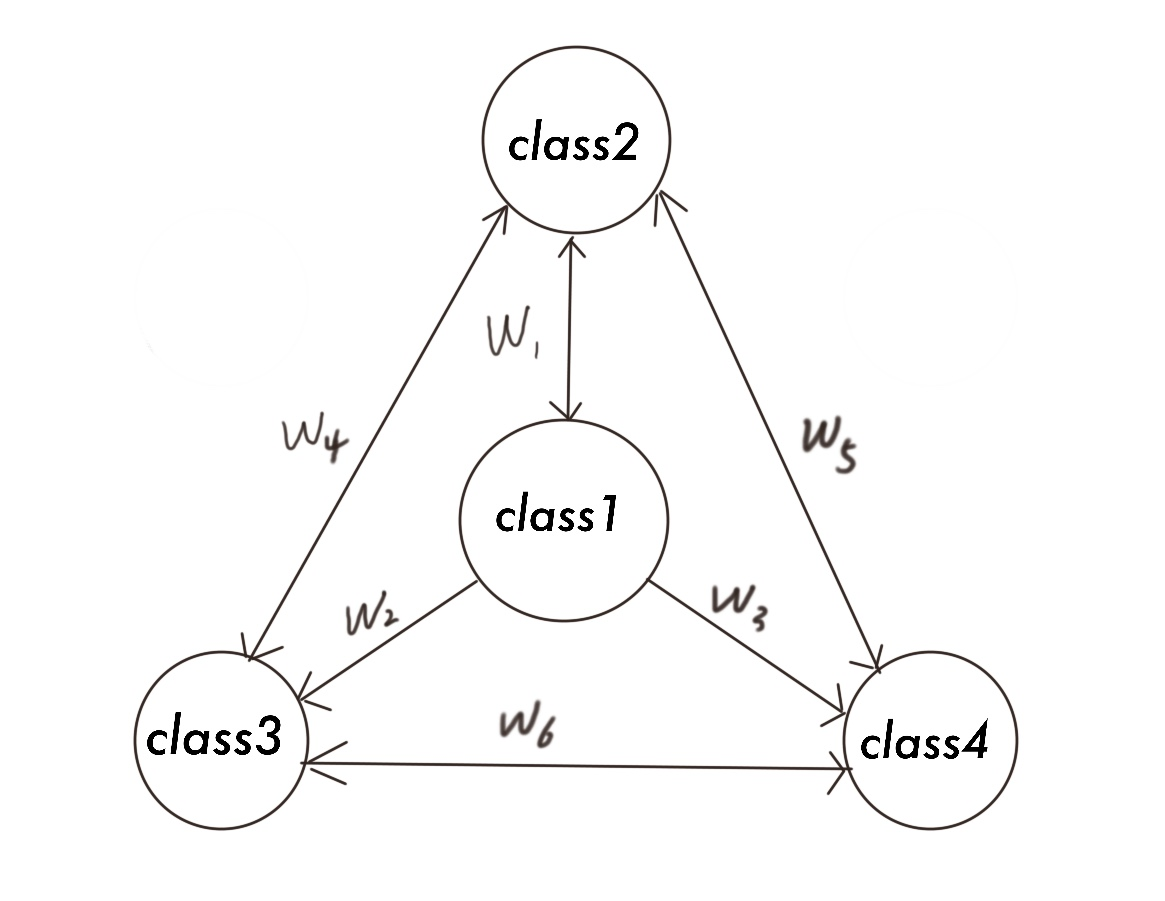 class2
W₁
W₄
W₅
class1
W₂
W₃
class3
W₆
class4